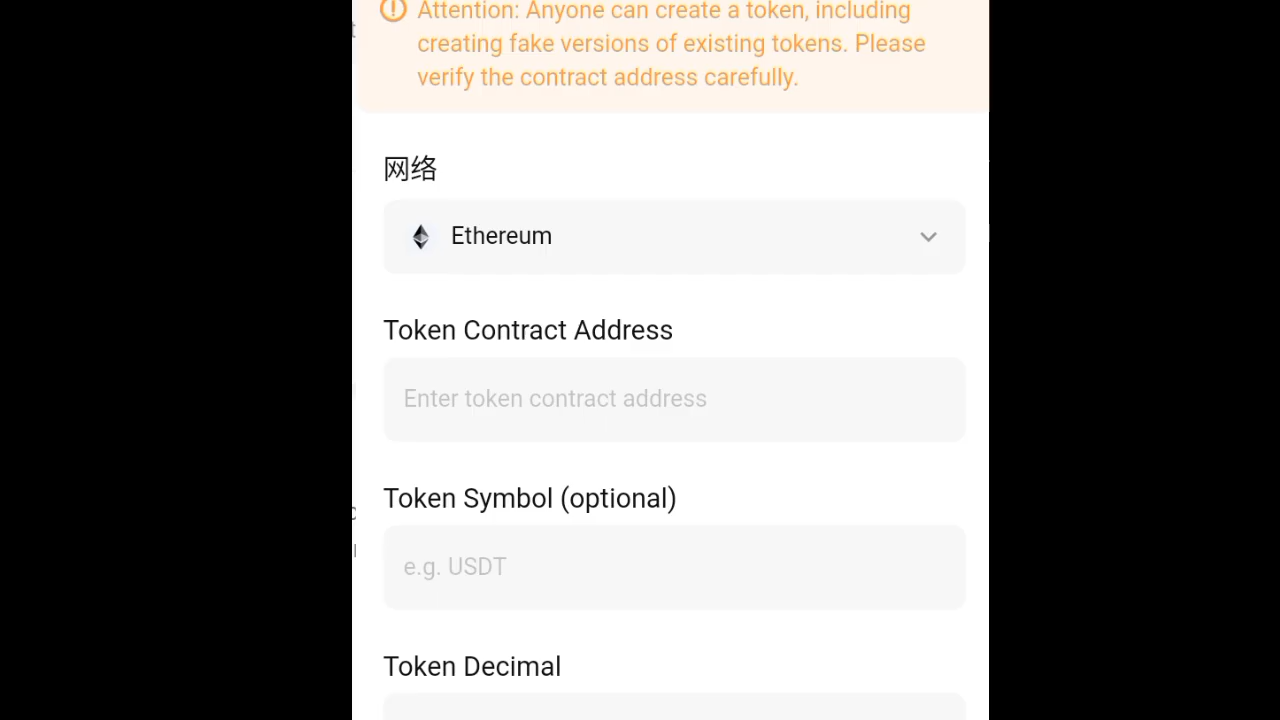 Attention: Anyone can create a token, including
creating fake versions of existing tokens. Please
verify the contract address carefully.
网络
Ethereum
Token Contract Address
Enter token contract address
Token Symbol (optional)
e.g. USDT
Token Decimal